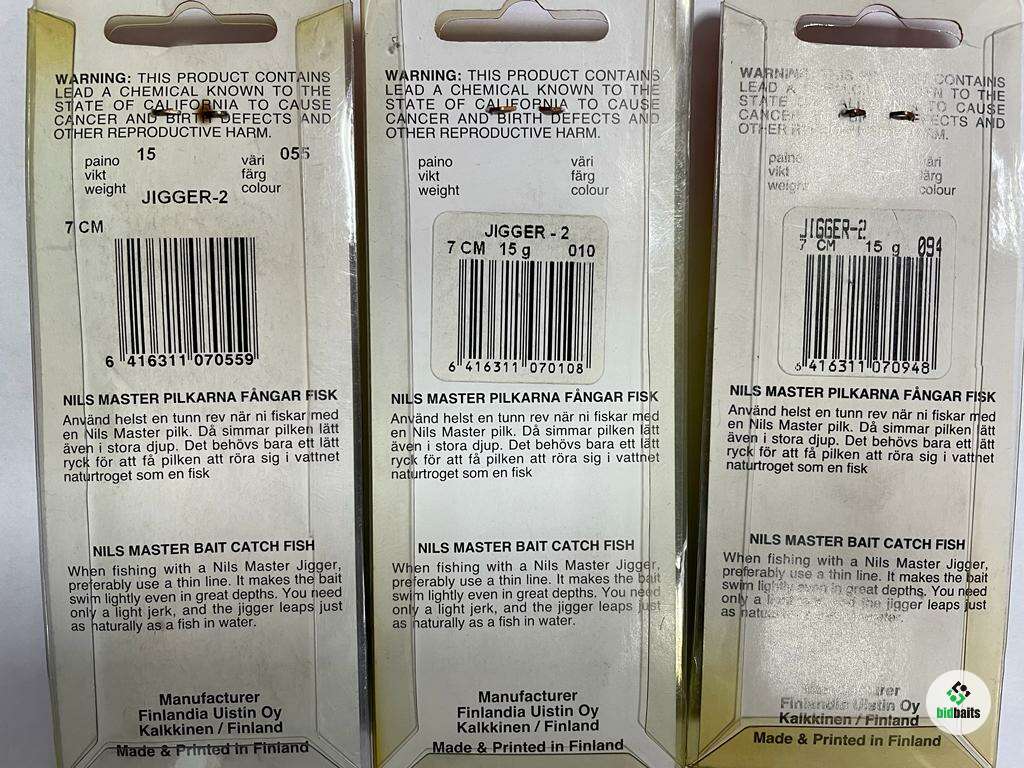 WARNING: THIS PRODUCT CONTAINS
LEAD A CHEMICAL KNOWN TO THE
STATE OF CALIFORNIA TO CAUSE
CANCER AND BIRTH DEFECTS AND
OTHER REPRODUCTIVE HARM.
paino 15 väri 055
vikt färg
weight colour
JIGGER-2
7 CM
6 416311 070559
NILS MASTER PILKARNA FÅNGAR FISK
Använd helst en tunn rev när ni fiskar med
en Nils Master pilk. Då simmar pilken lätt
även i stora djup. Det behövs bara ett lätt
ryck för att få pilken att röra sig i vattnet
naturtroget som en fisk
NILS MASTER BAIT CATCH FISH
When fishing with a Nils Master Jigger,
preferably use a thin line. It makes the bait
swim lightly even in great depths. You need
only a light jerk, and the jigger leaps just
as naturally as a fish in water.
Manufacturer
Finlandia Uistin Oy
Kalkkinen / Finland
Made & Printed in Finland
WARNING: THIS PRODUCT CONTAINS
LEAD A CHEMICAL KNOWN TO THE
STATE OF CALIFORNIA TO CAUSE
CANCER AND BIRTH DEFECTS AND
OTHER REPRODUCTIVE HARM.
paino väri
vikt färg
weight colour
JIGGER - 2
7 CM 15 g 010
6 416311 070108
NILS MASTER PILKARNA FÅNGAR FISK
Använd helst en tunn rev när ni fiskar med
en Nils Master pilk. Då simmar pilken lätt
även i stora djup. Det behövs bara ett lätt
ryck för att få pilken att röra sig i vattnet
naturtroget som en fisk
NILS MASTER BAIT CATCH FISH
When fishing with a Nils Master Jigger,
preferably use a thin line. It makes the bait
swim lightly even in great depths. You need
only a light jerk, and the jigger leaps just
as naturally as a fish in water.
Manufacturer
Finlandia Uistin Oy
Kalkkinen / Finland
Made & Printed in Finland
WARNING: CONTAINS
LEAD A TO THE
STATE TO CAUSE
CANCER DEFECTS AND
OTHER
paino väri
vikt färg
weight colour
JIGGER-2
7 CM 15 g 094
6 416311 070948
NILS MASTER PILKARNA FÅNGAR FISK
Använd helst en tunn rev när ni fiskar med
en Nils Master pilk. Då simmar pilken lätt
även i stora djup. Det behövs bara ett lätt
ryck för att få pilken att röra sig i vattnet
naturtroget som en fisk
NILS MASTER BAIT CATCH FISH
When fishing with a Nils Master Jigger,
preferably use a thin line. It makes the bait
swim lightly even in great depths. You need
only a the jigger leaps just
as water.
Finlandia Uistin Oy
Kalkkinen / Finland
Made & Printed in Finland
bidbaits